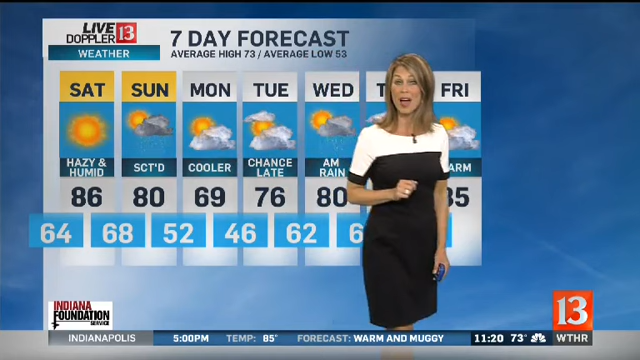 LIVE
DOPPLER 13
WEATHER
7 DAY FORECAST
AVERAGE HIGH 73 / AVERAGE LOW 53
SAT SUN MON TUE WED FRI
HAZY & HUMID SCT'D COOLER CHANCE LATE AM RAIN
86 80 69 76 80
64 68 52 46 62
INDIANA
FOUNDATION
SERVICE
13
INDIANAPOLIS 5:00PM TEMP: 85° FORECAST: WARM AND MUGGY 11:20 73° WTHR